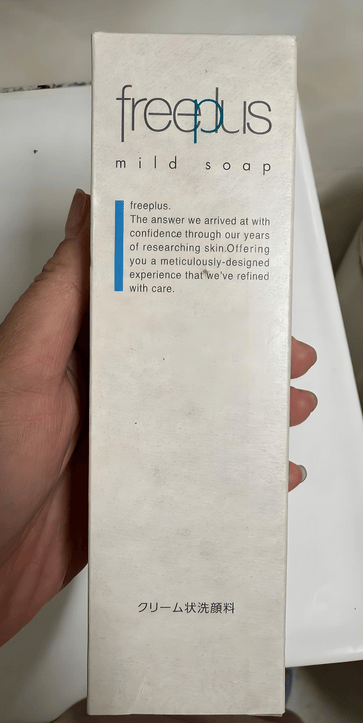 freeplus
mild soap
freeplus.
The answer we arrived at with
confidence through our years
of researching skin.Offering
you a meticulously-designed
experience that we've refined
with care.
クリーム状洗顔料